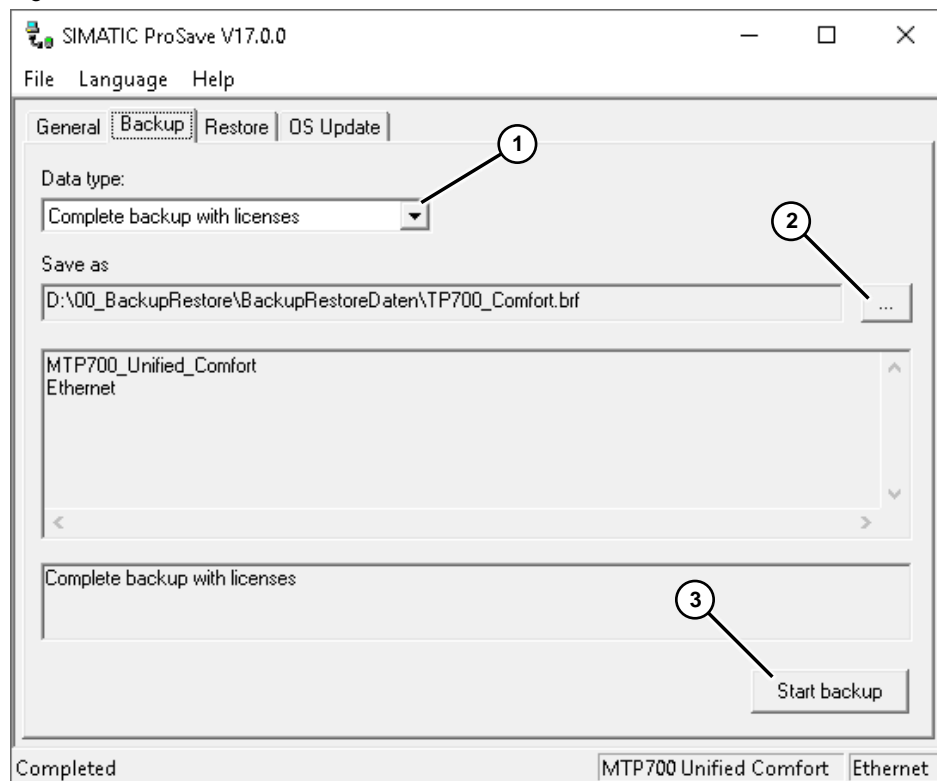 SIMATIC ProSave V17.0.0
File Language Help
General Backup Restore OS Update
1
Data type:
Complete backup with licenses
2
Save as
D:\00_BackupRestore\BackupRestoreDaten\TP700_Comfort.brf
...
MTP700_Unified_Comfort
Ethernet
Complete backup with licenses
3
Start backup
Completed MTP700 Unified Comfort Ethernet